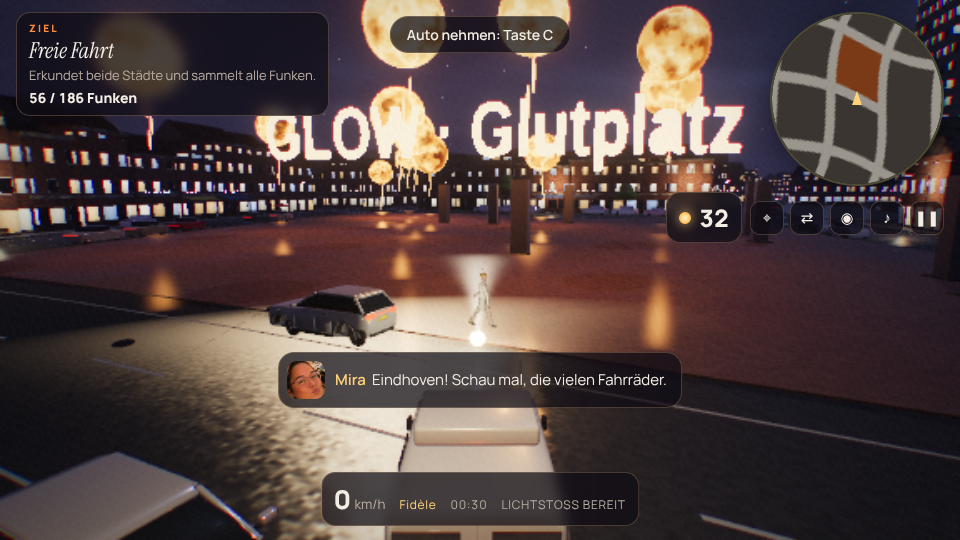 ZIEL
Freie Fahrt
Erkundet beide Städte und sammelt alle Funken.
56 / 186 Funken
Auto nehmen: Taste C
GLOW · Glutplatz
32
Mira Eindhoven! Schau mal, die vielen Fahrräder.
0 km/h Fidèle 00:30 LICHTSTOSS BEREIT